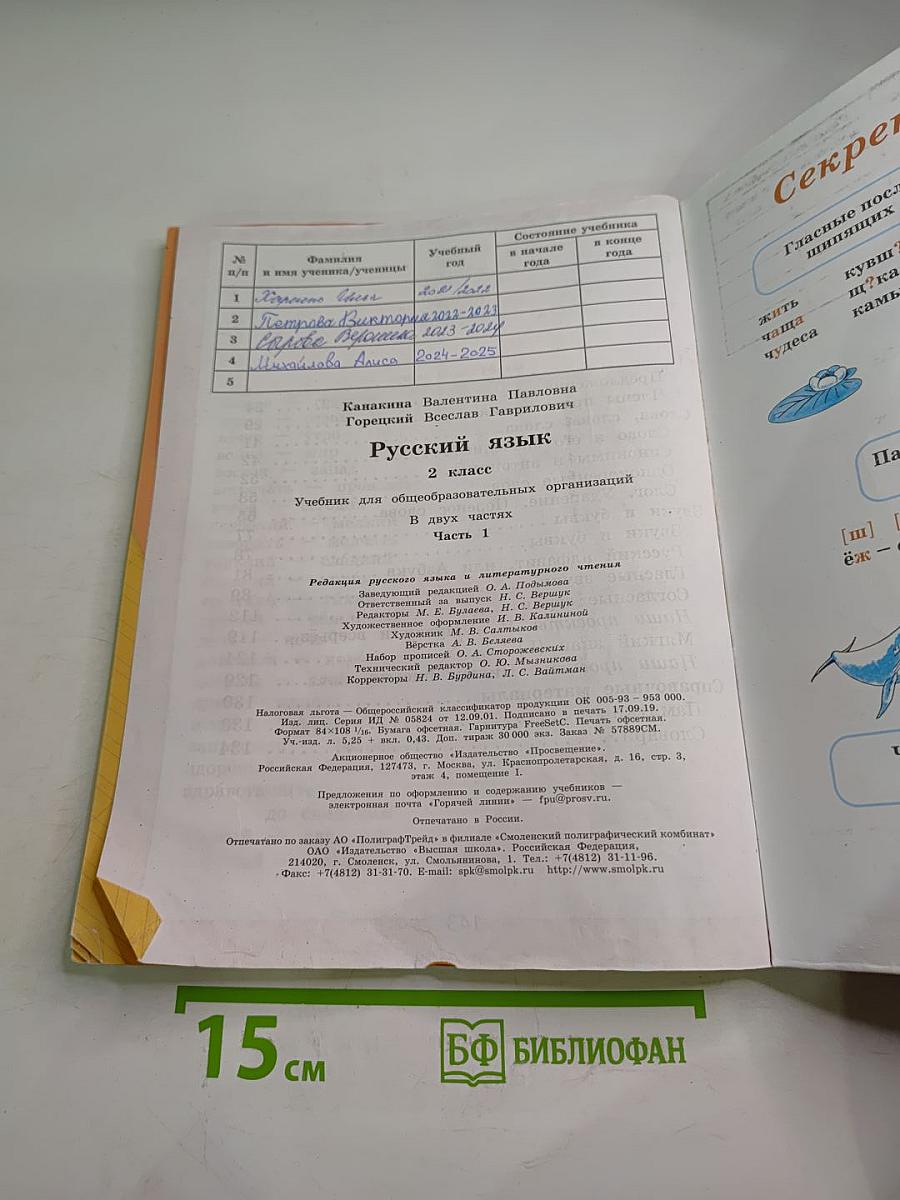 № п/п
Фамилия и имя ученика/ученицы
Учебный год
Состояние учебника
в начале года
в конце года
1
2 Петрова Виктория 2022-2023
3 2023-2024
4 Михайлова Алиса 2024-2025
5
Канакина Валентина Павловна
Горецкий Всеслав Гаврилович
Русский язык
2 класс
Учебник для общеобразовательных организаций
В двух частях
Часть 1
Редакция русского языка и литературного чтения
Заведующий редакцией О. А. Подымова
Ответственный за выпуск Н. С. Вершук
Редакторы М. Е. Булаева, Н. С. Вершук
Художественное оформление И. В. Калининой
Художник М. В. Салтыков
Вёрстка А. В. Беляева
Набор прописей О. А. Сторожевских
Технический редактор О. Ю. Мызникова
Корректоры Н. В. Бурдина, Л. С. Вайтман
Налоговая льгота — Общероссийский классификатор продукции ОК 005-93 – 953 000.
Изд. лиц. Серия ИД № 05824 от 12.09.01. Подписано в печать 17.09.19.
Формат 84×108 1/16. Бумага офсетная. Гарнитура FreeSetC. Печать офсетная.
Уч.-изд. л. 5,25 + вкл. 0,43. Доп. тираж 30 000 экз. Заказ № 57889СМ.
Акционерное общество «Издательство «Просвещение».
Российская Федерация, 127473, г. Москва, ул. Краснопролетарская, д. 16, стр. 3,
этаж 4, помещение I.
Предложения по оформлению и содержанию учебников —
электронная почта «Горячей линии» — fpu@prosv.ru.
Отпечатано в России.
Отпечатано по заказу АО «ПолиграфТрейд» в филиале «Смоленский полиграфический комбинат»
ОАО «Издательство «Высшая школа». Российская Федерация,
214020, г. Смоленск, ул. Смольянинова, 1. Тел.: +7(4812) 31-11-96.
Факс: +7(4812) 31-31-70. E-mail: spk@smolpk.ru http://www.smolpk.ru
Гласные посл
шипящих
жить кувш?
чаща щ?ка
чудеса камы
[ш]
ёж –
15 см
БФ БИБЛИОФАН